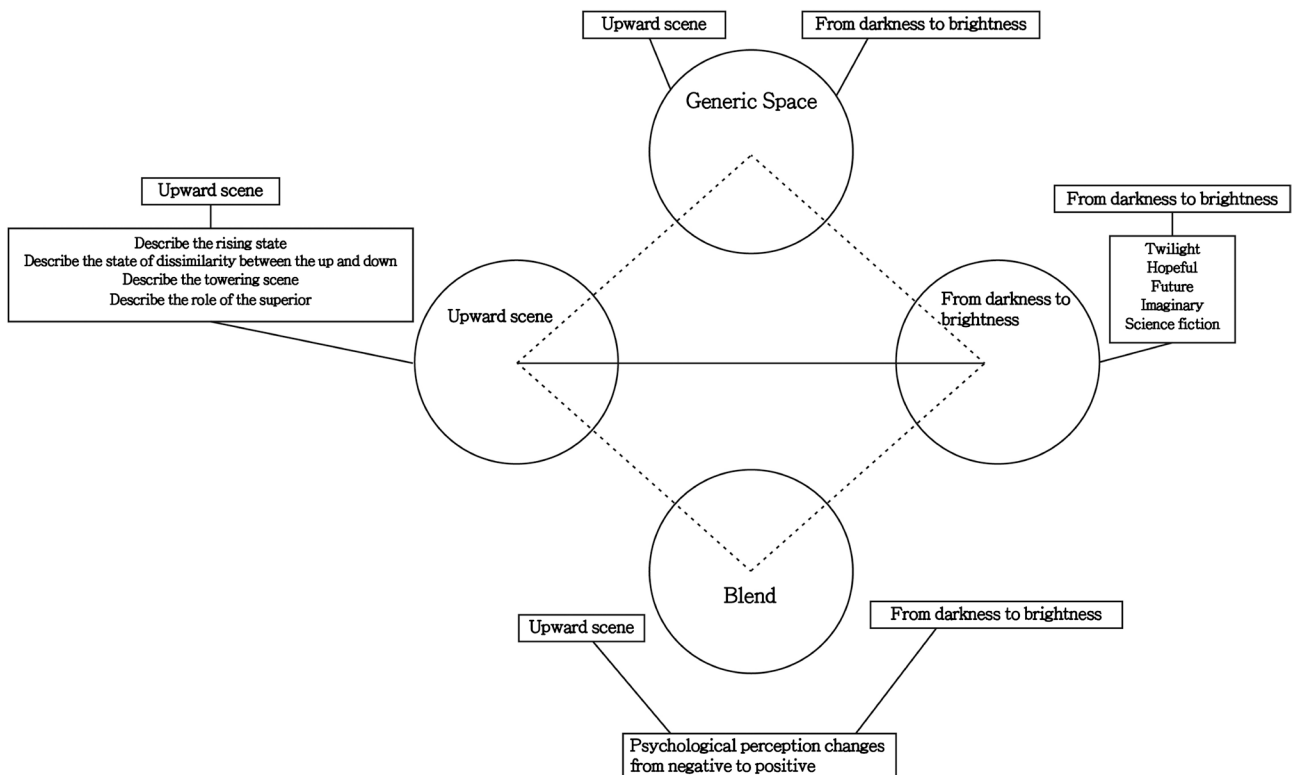 Upward scene
From darkness to brightness
Generic Space
Upward scene
Describe the rising state
Describe the state of dissimilarity between the up and down
Describe the towering scene
Describe the role of the superior
From darkness to brightness
Twilight
Hopeful
Future
Imaginary
Science fiction
Upward scene
From darkness to
brightness
Blend
Upward scene
From darkness to brightness
Psychological perception changes
from negative to positive